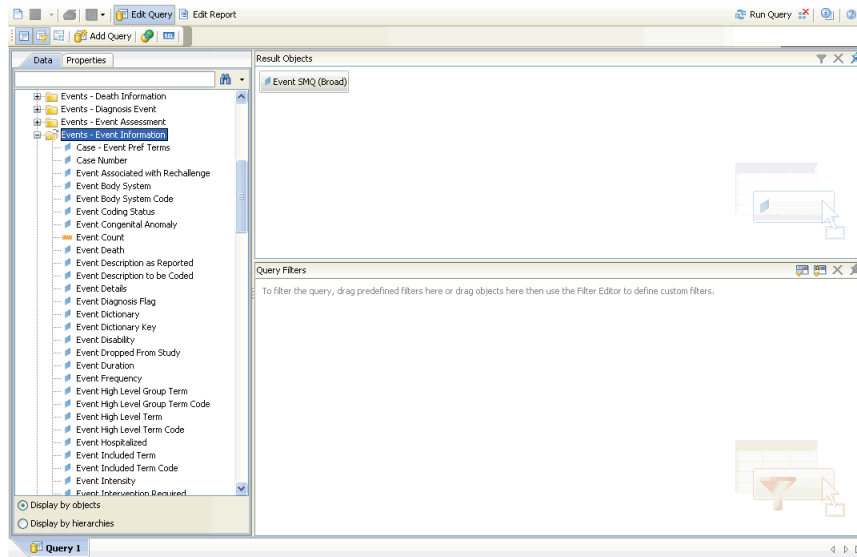 Edit Query Edit Report Run Query
Add Query SQL
Data Properties
Result Objects
Event SMQ (Broad)
Events - Death Information
Events - Diagnosis Event
Events - Event Assessment
Events - Event Information
Case - Event Pref Terms
Case Number
Event Associated with Rechallenge
Event Body System
Event Body System Code
Event Coding Status
Event Congenital Anomaly
Event Count
Event Death
Event Description as Reported
Event Description to be Coded
Event Details
Event Diagnosis Flag
Event Dictionary
Event Dictionary Key
Event Disability
Event Dropped From Study
Event Duration
Event Frequency
Event High Level Group Term
Event High Level Group Term Code
Event High Level Term
Event High Level Term Code
Event Hospitalized
Event Included Term
Event Included Term Code
Event Intensity
Event Intervention Required
Display by objects
Display by hierarchies
Query Filters
To filter the query, drag predefined filters here or drag objects here then use the Filter Editor to define custom filters.
Query 1